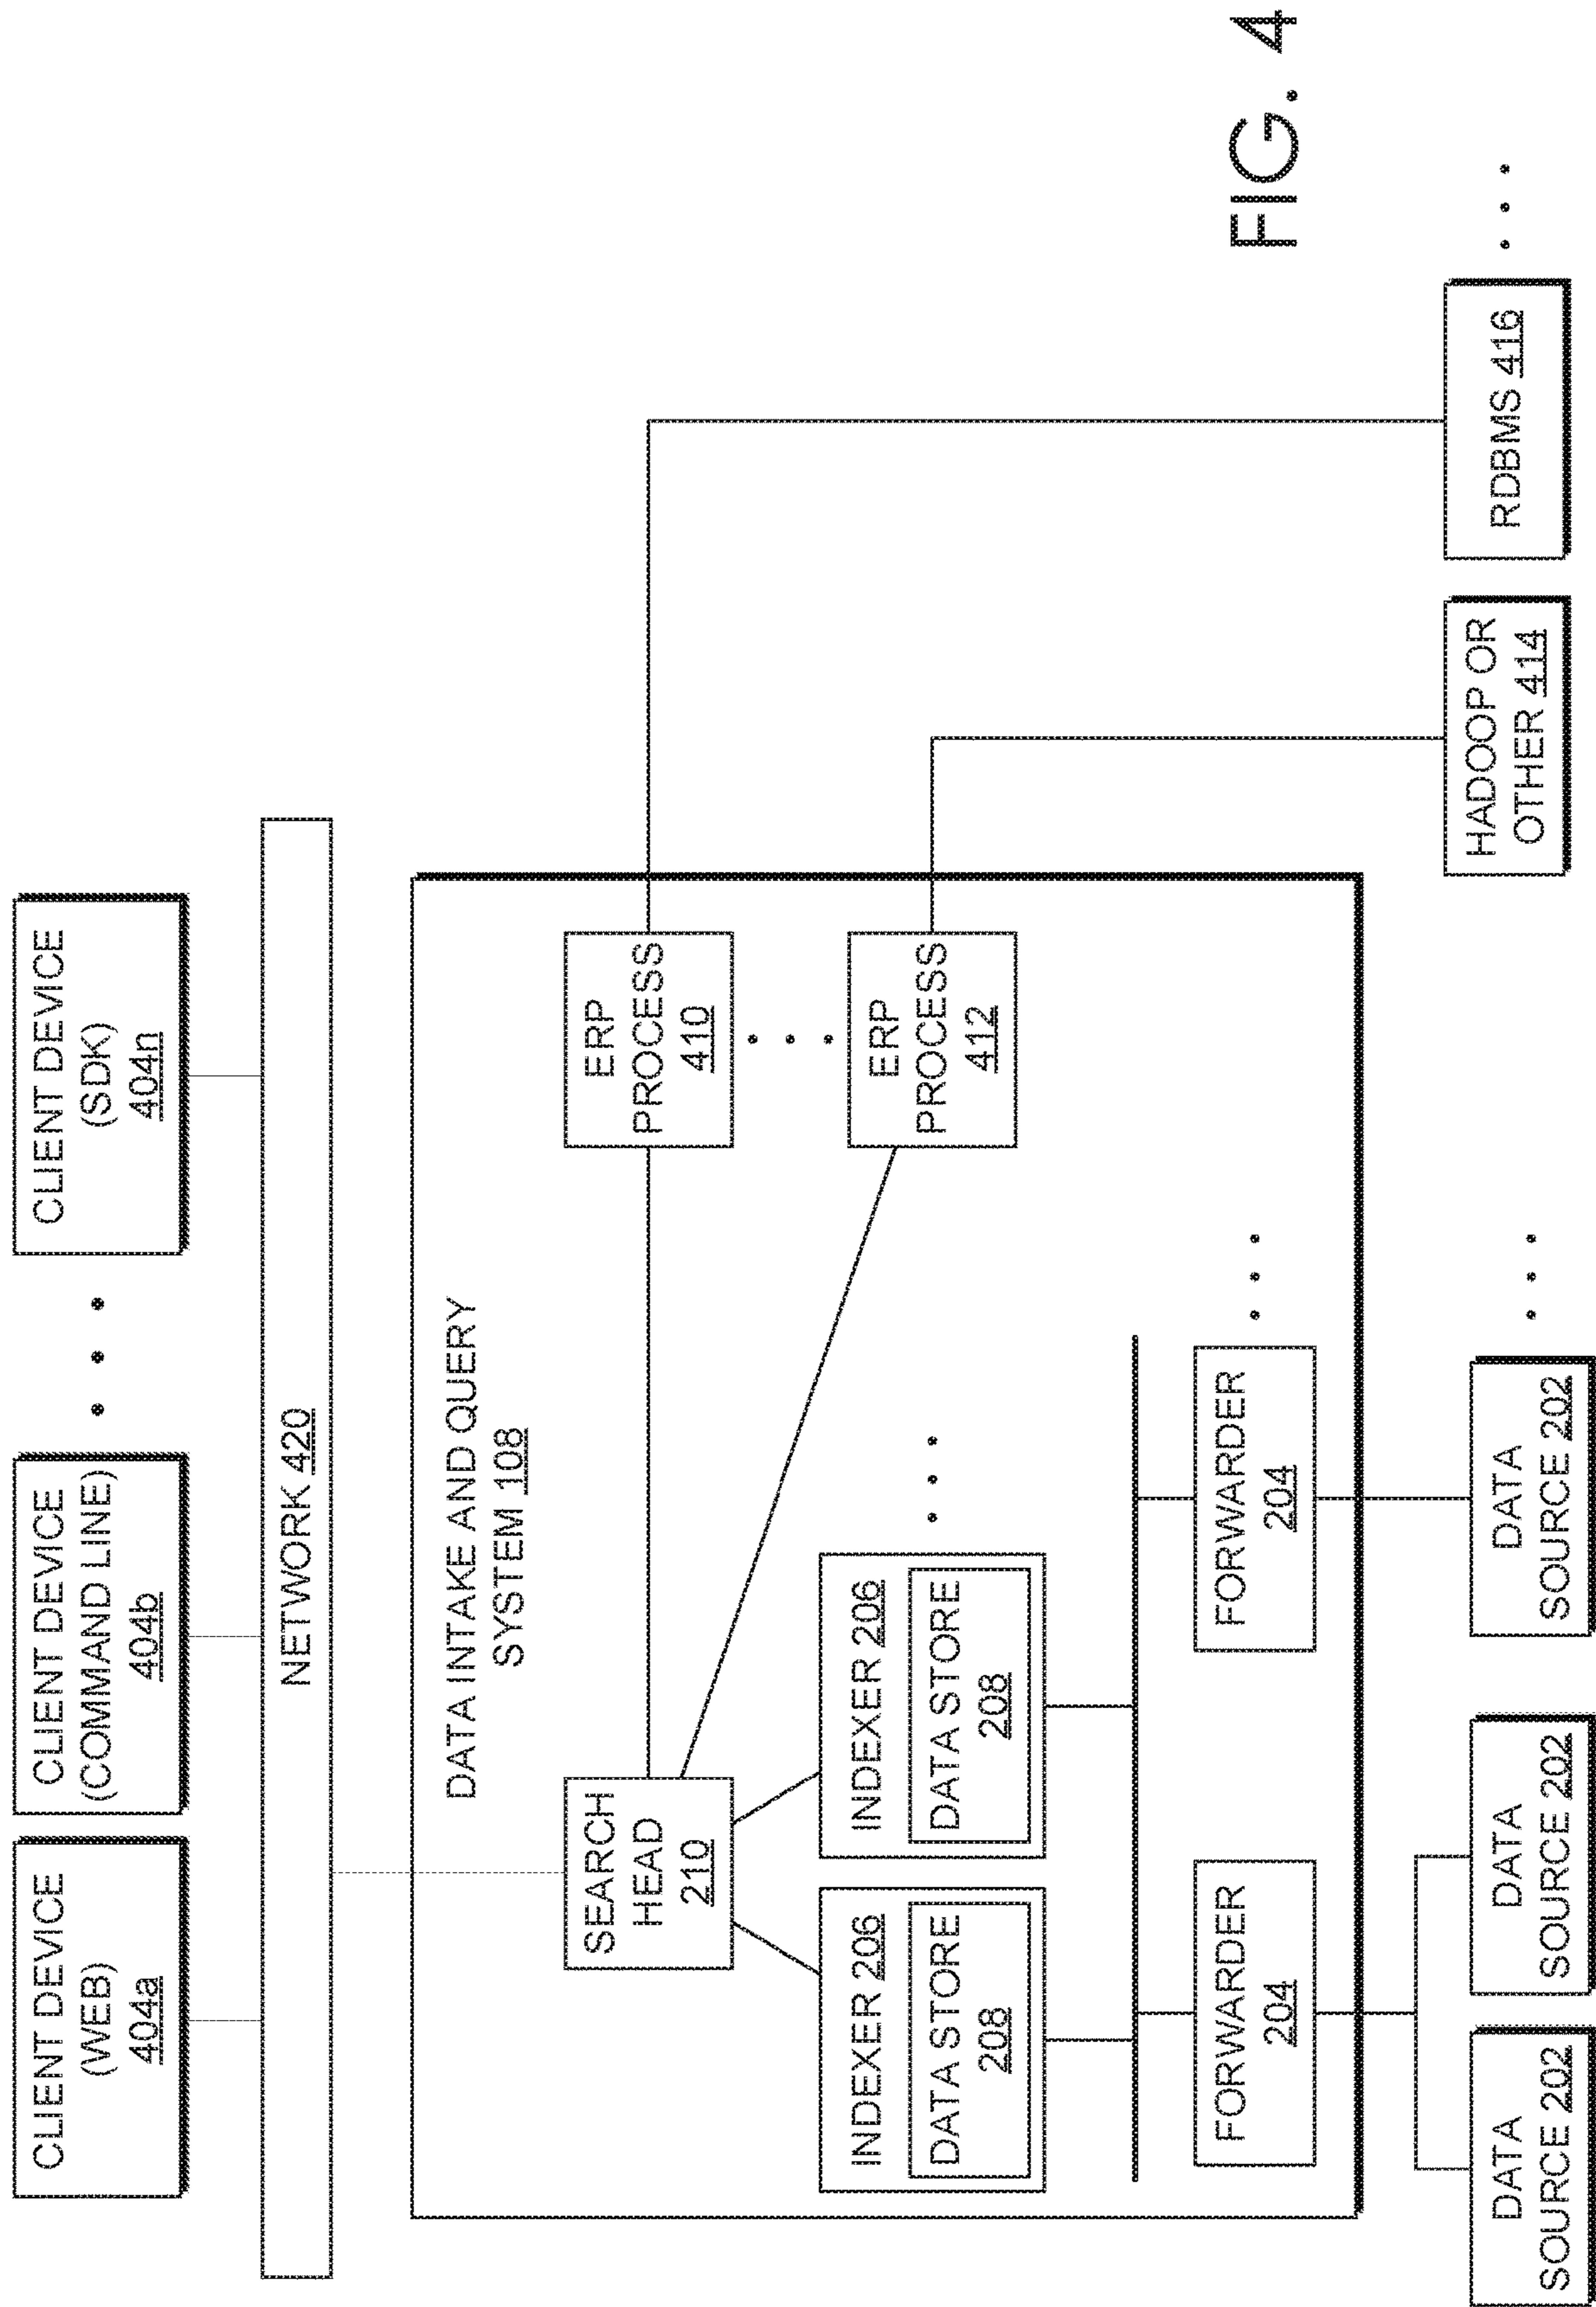 CLIENT DEVICE
(WEB)
404a
CLIENT DEVICE
(COMMAND LINE)
404b
CLIENT DEVICE
(SDK)
404n
NETWORK 420
DATA INTAKE AND QUERY
SYSTEM 108
SEARCH
HEAD
210
ERP
PROCESS
410
ERP
PROCESS
412
INDEXER 206
DATA STORE
208
INDEXER 206
DATA STORE
208
FORWARDER
204
FORWARDER
204
DATA
SOURCE 202
DATA
SOURCE 202
DATA
SOURCE 202
HADOOP OR
OTHER 414
RDBMS 416
FIG. 4